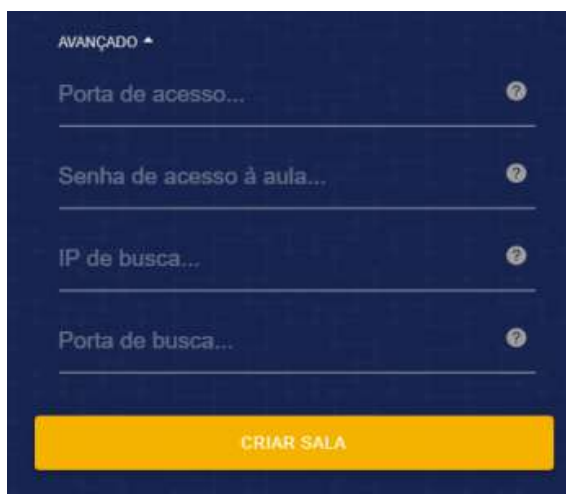 AVANÇADO
Porta de acesso...
?
Senha de acesso à aula...
?
IP de busca...
?
Porta de busca...
?
CRIAR SALA